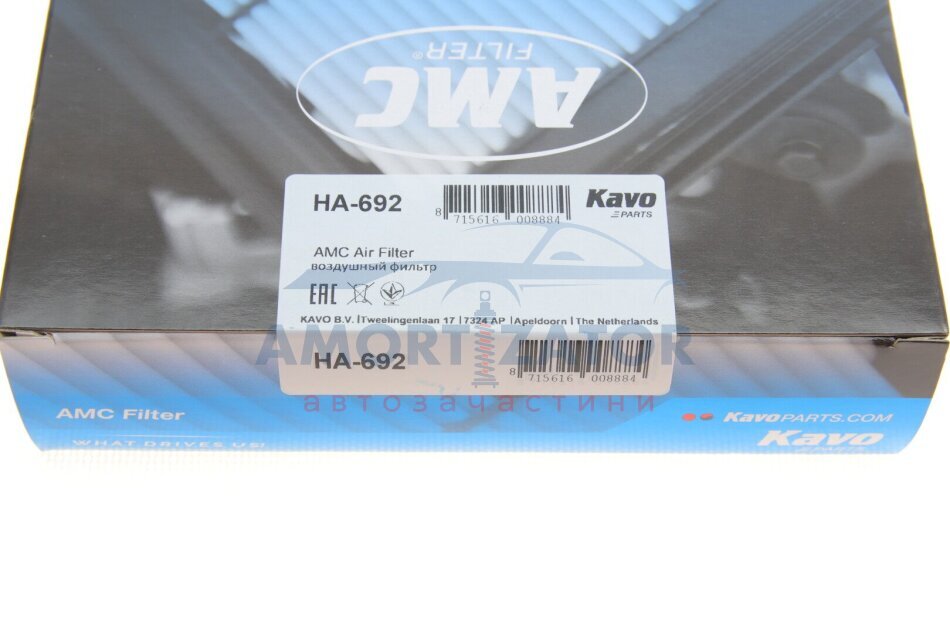 AMC
FILTER®
HA-692
8 715616 008884
Kavo
PARTS
AMC Air Filter
воздушный фильтр
EAC
KAVO B.V. | Tweelingenlaan 17 | 7324 AP | Apeldoorn | The Netherlands
AMORTIZATOR
HA-692
8 715616 008884
автозапчастини
AMC Filter
KavoPARTS.COM
WHAT DRIVES US!
Kavo
PARTS